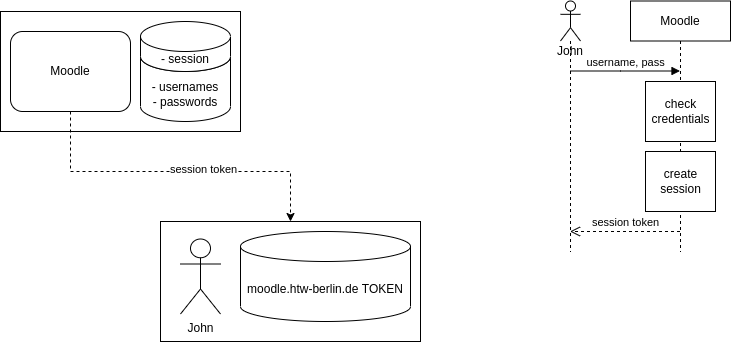 Moodle
- session
- usernames
- passwords
session token
John
moodle.htw-berlin.de TOKEN
John
Moodle
username, pass
check
credentials
create
session
session token